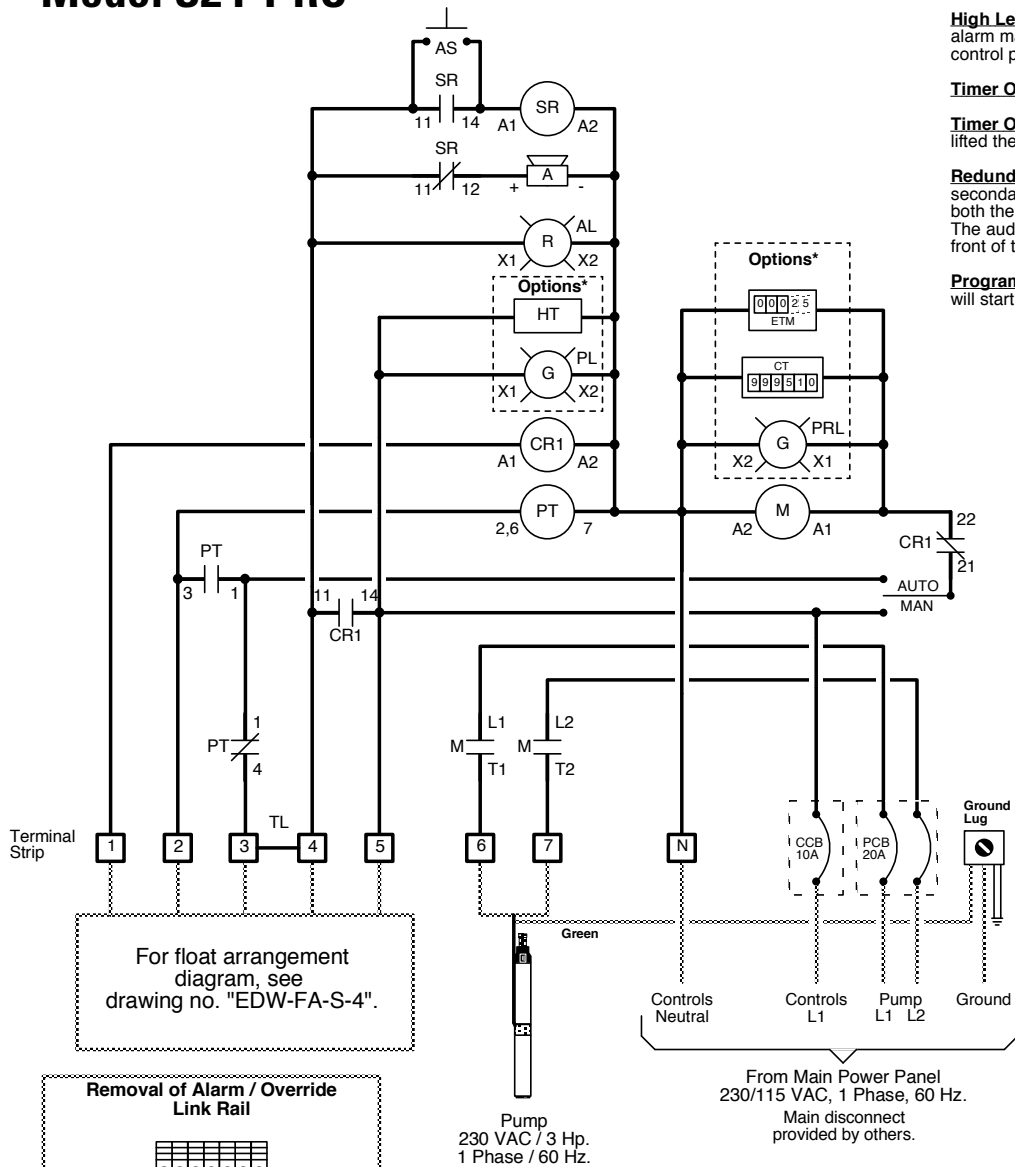 AS
SR
11 14 A1 SR A2
SR
11 12 + A -
R AL
X1 X2
Options*
HT
G PL
X1 X2
CR1
A1 A2
PT
2,6 7
Options*
0 0 0 2 5
ETM
CT
9 9 9 5 1 0
G PRL
X2 X1
M
A2 A1
22
CR1
21
AUTO
MAN
PT
3 1
11 14
CR1
1
PT
4
L1 L2
M M
T1 T2
TL
Terminal
Strip
1 2 3 4 5 6 7 N
CCB
10A
PCB
20A
Ground
Lug
Green
For float arrangement
diagram, see
drawing no. "EDW-FA-S-4".
Controls
Neutral
Controls
L1
Pump
L1 L2
Ground
From Main Power Panel
230/115 VAC, 1 Phase, 60 Hz.
Main disconnect
provided by others.
Removal of Alarm / Override
Link Rail
Pump
230 VAC / 3 Hp.
1 Phase / 60 Hz.
High Le
alarm ma
control p
Timer O
Timer O
lifted the
Redund
seconda
both the
The aud
front of t
Program
will start